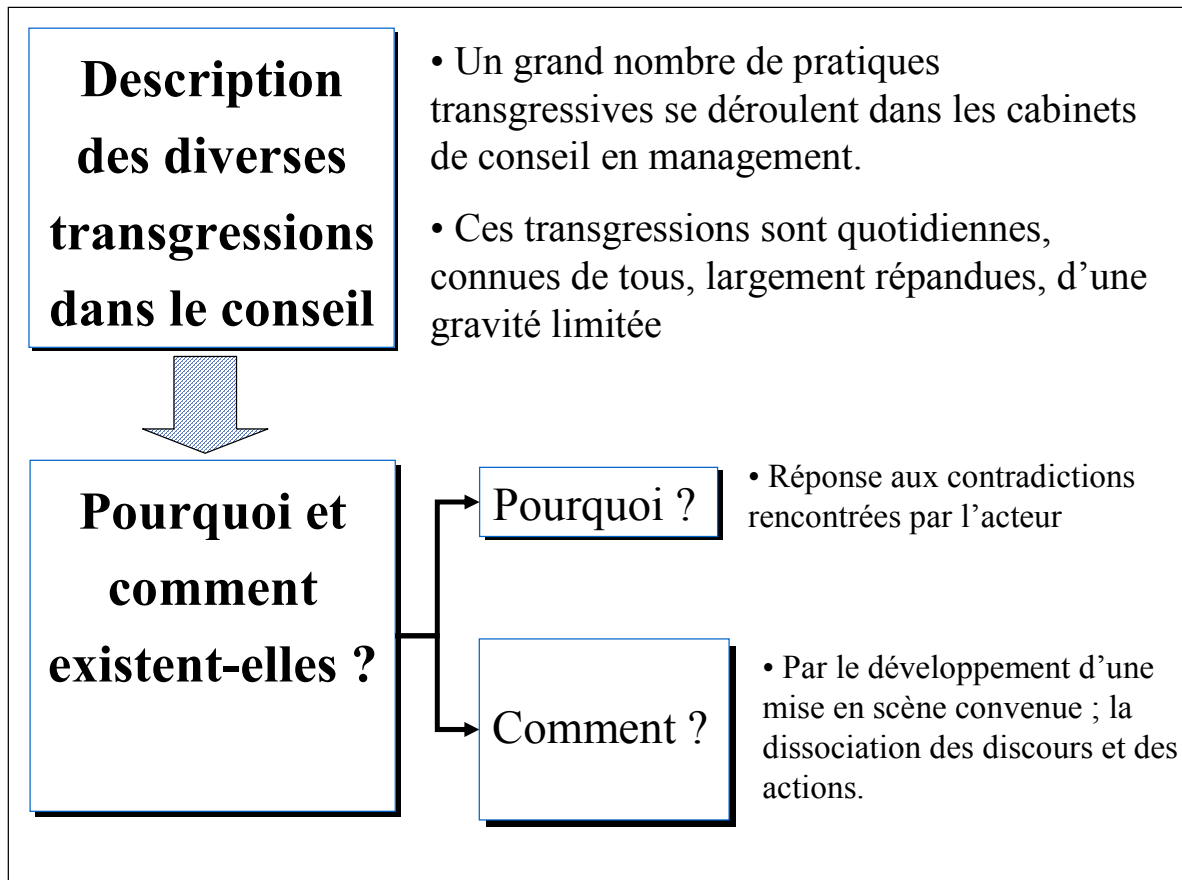 Description
des diverses
transgressions
dans le conseil
• Un grand nombre de pratiques
transgressives se déroulent dans les cabinets
de conseil en management.
• Ces transgressions sont quotidiennes,
connues de tous, largement répandues, d’une
gravité limitée
Pourquoi et
comment
existent-elles ?
Pourquoi ?
• Réponse aux contradictions
rencontrées par l’acteur
Comment ?
• Par le développement d’une
mise en scène convenue ; la
dissociation des discours et des
actions.